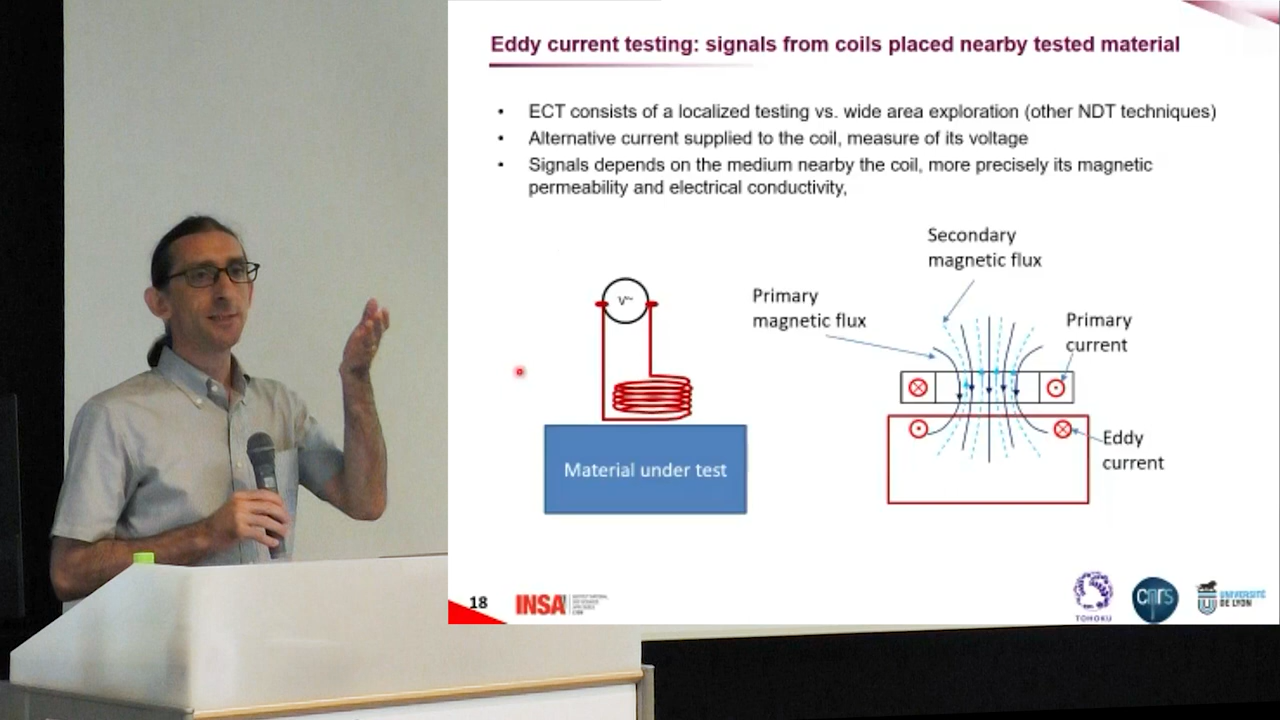 Eddy current testing: signals from coils placed nearby tested material
• ECT consists of a localized testing vs. wide area exploration (other NDT techniques)
• Alternative current supplied to the coil, measure of its voltage
• Signals depends on the medium nearby the coil, more precisely its magnetic
permeability and electrical conductivity,
Secondary
magnetic flux
Primary
magnetic flux
Primary
current
V~
Material under test
Eddy
current
18
INSA
TOHOKU
cnrs
UNIVERSITÉ
DE LYON